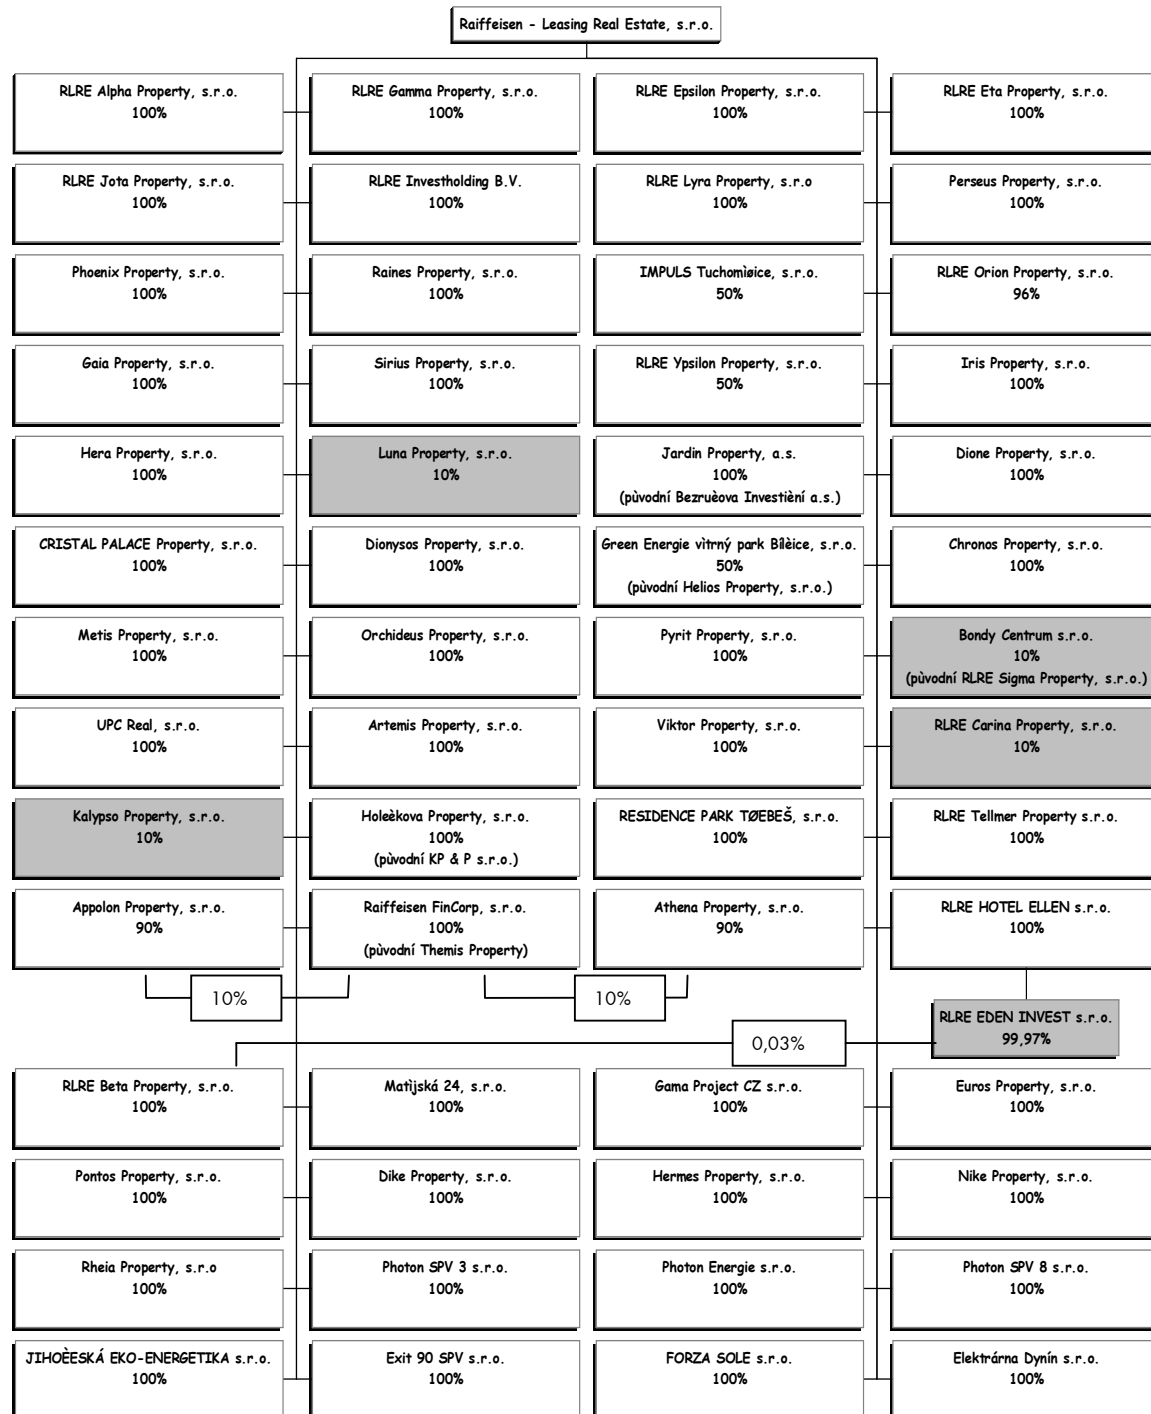 Raiffeisen - Leasing Real Estate, s.r.o.
RLRE Alpha Property, s.r.o.
100%
RLRE Gamma Property, s.r.o.
100%
RLRE Epsilon Property, s.r.o.
100%
RLRE Eta Property, s.r.o.
100%
RLRE Jota Property, s.r.o.
100%
RLRE Investholding B.V.
100%
RLRE Lyra Property, s.r.o
100%
Perseus Property, s.r.o.
100%
Phoenix Property, s.r.o.
100%
Raines Property, s.r.o.
100%
IMPULS Tuchomìøice, s.r.o.
50%
RLRE Orion Property, s.r.o.
96%
Gaia Property, s.r.o.
100%
Sirius Property, s.r.o.
100%
RLRE Ypsilon Property, s.r.o.
50%
Iris Property, s.r.o.
100%
Hera Property, s.r.o.
100%
Luna Property, s.r.o.
10%
Jardin Property, a.s.
100%
(pùvodní Bezruèova Investièní a.s.)
Dione Property, s.r.o.
100%
CRISTAL PALACE Property, s.r.o.
100%
Dionysos Property, s.r.o.
100%
Green Energie vìtrný park Bílèice, s.r.o.
50%
(pùvodní Helios Property, s.r.o.)
Chronos Property, s.r.o.
100%
Metis Property, s.r.o.
100%
Orchideus Property, s.r.o.
100%
Pyrit Property, s.r.o.
100%
Bondy Centrum s.r.o.
10%
(pùvodní RLRE Sigma Property, s.r.o.)
UPC Real, s.r.o.
100%
Artemis Property, s.r.o.
100%
Viktor Property, s.r.o.
100%
RLRE Carina Property, s.r.o.
10%
Kalypso Property, s.r.o.
10%
Holeèkova Property, s.r.o.
100%
(pùvodní KP & P s.r.o.)
RESIDENCE PARK TØEBEŠ, s.r.o.
100%
RLRE Tellmer Property s.r.o.
100%
Appolon Property, s.r.o.
90%
Raiffeisen FinCorp, s.r.o.
100%
(pùvodní Themis Property)
Athena Property, s.r.o.
90%
RLRE HOTEL ELLEN s.r.o.
100%
10%
10%
RLRE EDEN INVEST s.r.o.
99,97%
0,03%
RLRE Beta Property, s.r.o.
100%
Matìjská 24, s.r.o.
100%
Gama Project CZ s.r.o.
100%
Euros Property, s.r.o.
100%
Pontos Property, s.r.o.
100%
Dike Property, s.r.o.
100%
Hermes Property, s.r.o.
100%
Nike Property, s.r.o.
100%
Rheia Property, s.r.o
100%
Photon SPV 3 s.r.o.
100%
Photon Energie s.r.o.
100%
Photon SPV 8 s.r.o.
100%
JIHOÈESKÁ EKO-ENERGETIKA s.r.o.
100%
Exit 90 SPV s.r.o.
100%
FORZA SOLE s.r.o.
100%
Elektrárna Dynín s.r.o.
100%